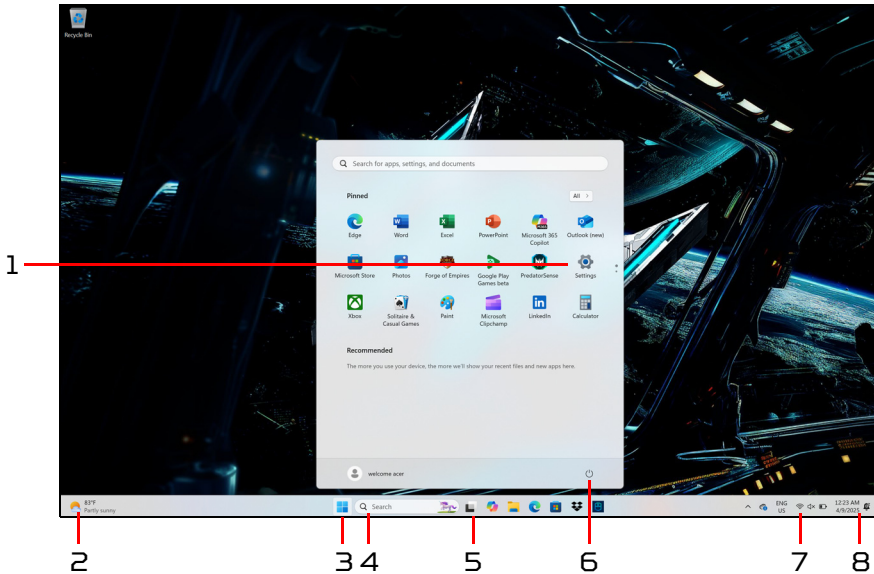 Recycle Bin
Search for apps, settings, and documents
Pinned
All
Edge
Word
Excel
PowerPoint
Microsoft 365
Copilot
Outlook (new)
1
Microsoft Store
Photos
Forge of Empires
Google Play
Games beta
PredatorSense
Settings
Xbox
Solitaire &
Casual Games
Paint
Microsoft
Clipchamp
LinkedIn
Calculator
Recommended
The more you use your device, the more we'll show your recent files and new apps here.
welcome acer
83°F
Partly sunny
Search
ENG
US
12:23 AM
4/9/2025
2
3
4
5
6
7
8